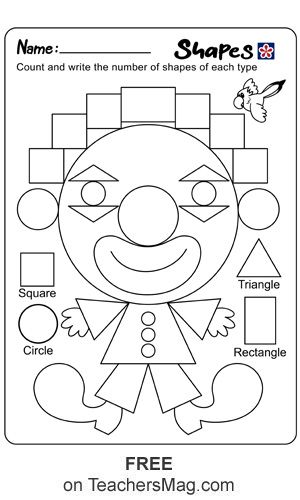 Name: Shapes
Count and write the number of shapes of each type
Square
Triangle
Circle
Rectangle
FREE
on TeachersMag.com